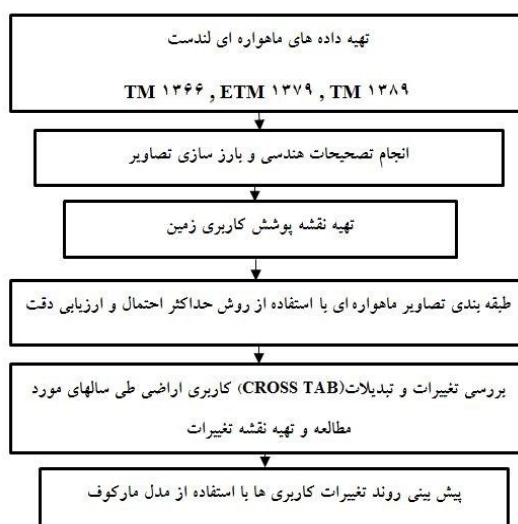 تهیه داده های ماهواره ای لندست
TM ۱۳۶۶ , ETM ۱۳۷۹ , TM ۱۳۸۹
انجام تصحیحات هندسی و بارز سازی تصاویر
تهیه نقشه پوشش کاربری زمین
طبقه بندی تصاویر ماهواره ای با استفاده از روش حداکثر احتمال و ارزیابی دقت
بررسی تغییرات و تبدیلات(CROSS TAB) کاربری اراضی طی سالهای مورد
مطالعه و تهیه نقشه تغییرات
پیش بینی روند تغییرات کاربری ها با استفاده از مدل مارکوف